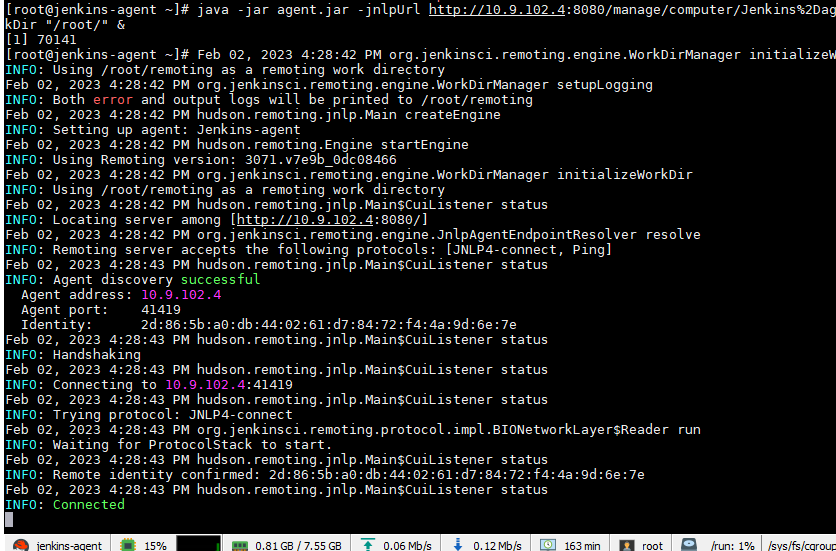 [root@jenkins-agent ~]# java -jar agent.jar -jnlpUrl http://10.9.102.4:8080/manage/computer/Jenkins%2Dag
kDir "/root/" &
[1] 70141
[root@jenkins-agent ~]# Feb 02, 2023 4:28:42 PM org.jenkinsci.remoting.engine.WorkDirManager initializeW
INFO: Using /root/remoting as a remoting work directory
Feb 02, 2023 4:28:42 PM org.jenkinsci.remoting.engine.WorkDirManager setupLogging
INFO: Both error and output logs will be printed to /root/remoting
Feb 02, 2023 4:28:42 PM hudson.remoting.jnlp.Main createEngine
INFO: Setting up agent: Jenkins-agent
Feb 02, 2023 4:28:42 PM hudson.remoting.Engine startEngine
INFO: Using Remoting version: 3071.v7e9b_0dc08466
Feb 02, 2023 4:28:42 PM org.jenkinsci.remoting.engine.WorkDirManager initializeWorkDir
INFO: Using /root/remoting as a remoting work directory
Feb 02, 2023 4:28:42 PM hudson.remoting.jnlp.Main$CuiListener status
INFO: Locating server among [http://10.9.102.4:8080/]
Feb 02, 2023 4:28:42 PM org.jenkinsci.remoting.engine.JnlpAgentEndpointResolver resolve
INFO: Remoting server accepts the following protocols: [JNLP4-connect, Ping]
Feb 02, 2023 4:28:43 PM hudson.remoting.jnlp.Main$CuiListener status
INFO: Agent discovery successful
  Agent address: 10.9.102.4
  Agent port:    41419
  Identity:      2d:86:5b:a0:db:44:02:61:d7:84:72:f4:4a:9d:6e:7e
Feb 02, 2023 4:28:43 PM hudson.remoting.jnlp.Main$CuiListener status
INFO: Handshaking
Feb 02, 2023 4:28:43 PM hudson.remoting.jnlp.Main$CuiListener status
INFO: Connecting to 10.9.102.4:41419
Feb 02, 2023 4:28:43 PM hudson.remoting.jnlp.Main$CuiListener status
INFO: Trying protocol: JNLP4-connect
Feb 02, 2023 4:28:43 PM org.jenkinsci.remoting.protocol.impl.BIONetworkLayer$Reader run
INFO: Waiting for ProtocolStack to start.
Feb 02, 2023 4:28:43 PM hudson.remoting.jnlp.Main$CuiListener status
INFO: Remote identity confirmed: 2d:86:5b:a0:db:44:02:61:d7:84:72:f4:4a:9d:6e:7e
Feb 02, 2023 4:28:43 PM hudson.remoting.jnlp.Main$CuiListener status
INFO: Connected
jenkins-agent 15% 0.81 GB / 7.55 GB 0.06 Mb/s 0.12 Mb/s 163 min root /run: 1% /sys/fs/cgroup